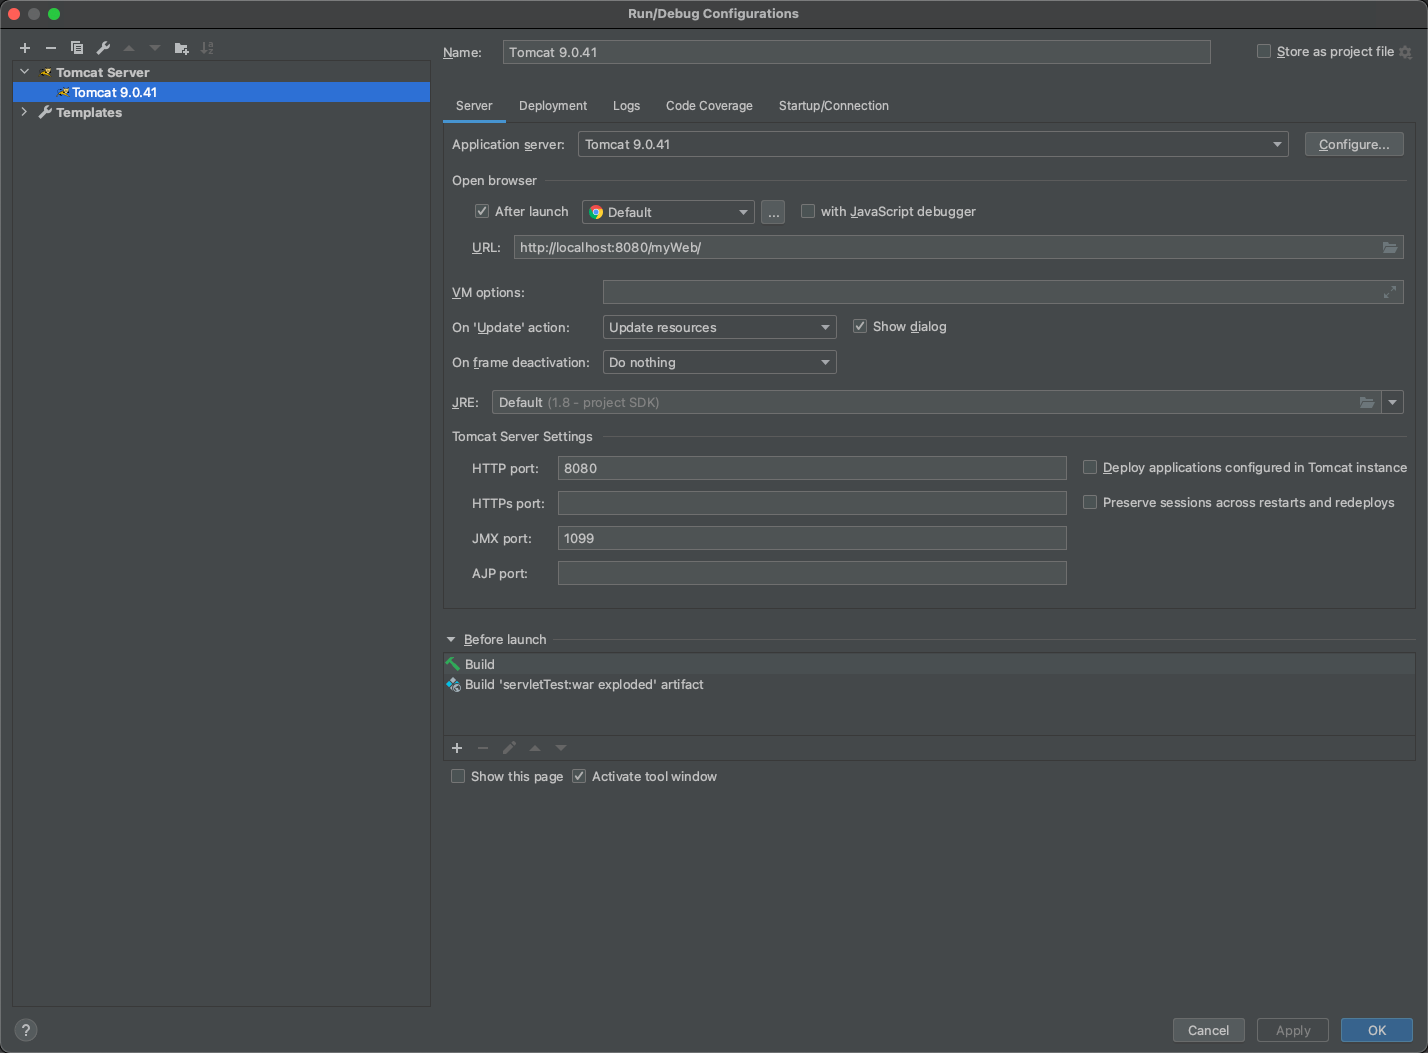 Run/Debug Configurations
Tomcat Server
Tomcat 9.0.41
Templates
Name: Tomcat 9.0.41 Store as project file
Server Deployment Logs Code Coverage Startup/Connection
Application server: Tomcat 9.0.41 Configure...
Open browser
After launch Default ... with JavaScript debugger
URL: http://localhost:8080/myWeb/
VM options:
On 'Update' action: Update resources Show dialog
On frame deactivation: Do nothing
JRE: Default (1.8 - project SDK)
Tomcat Server Settings
HTTP port: 8080 Deploy applications configured in Tomcat instance
HTTPs port: Preserve sessions across restarts and redeploys
JMX port: 1099
AJP port:
Before launch
Build
Build 'servletTest:war exploded' artifact
Show this page Activate tool window
? Cancel Apply OK